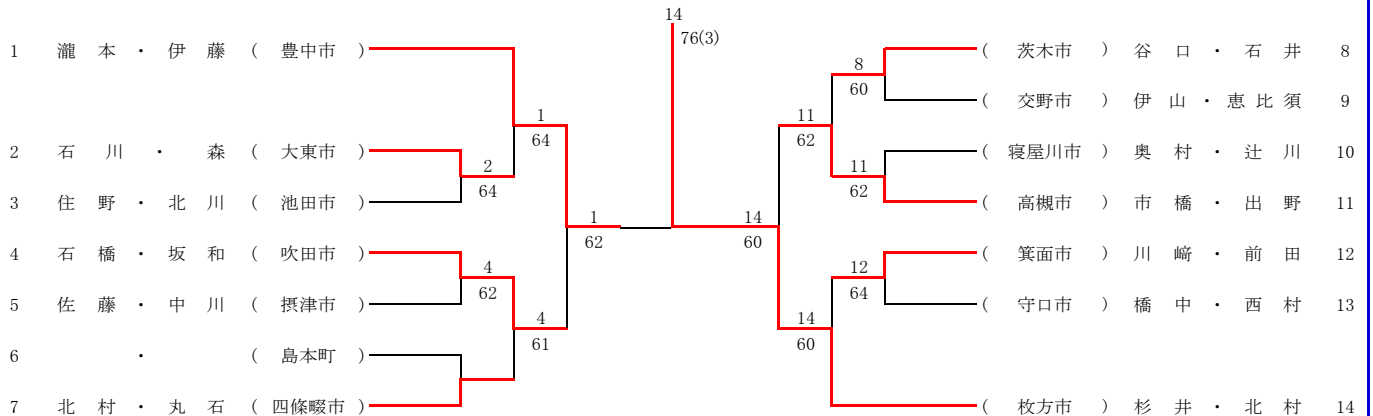 14
76(3)
1 瀧本・伊藤 ( 豊中市 )
2 石川・森 ( 大東市 )
3 住野・北川 ( 池田市 )
4 石橋・坂和 ( 吹田市 )
5 佐藤・中川 ( 摂津市 )
6 ・ ( 島本町 )
7 北村・丸石 ( 四條畷市 )
2
64
4
62
1
64
4
61
1
62
14
60
11
62
14
60
8
60
11
62
12
64
( 茨木市 ) 谷口・石井 8
( 交野市 ) 伊山・恵比須 9
( 寝屋川市 ) 奥村・辻川 10
( 高槻市 ) 市橋・出野 11
( 箕面市 ) 川﨑・前田 12
( 守口市 ) 橋中・西村 13
( 枚方市 ) 杉井・北村 14